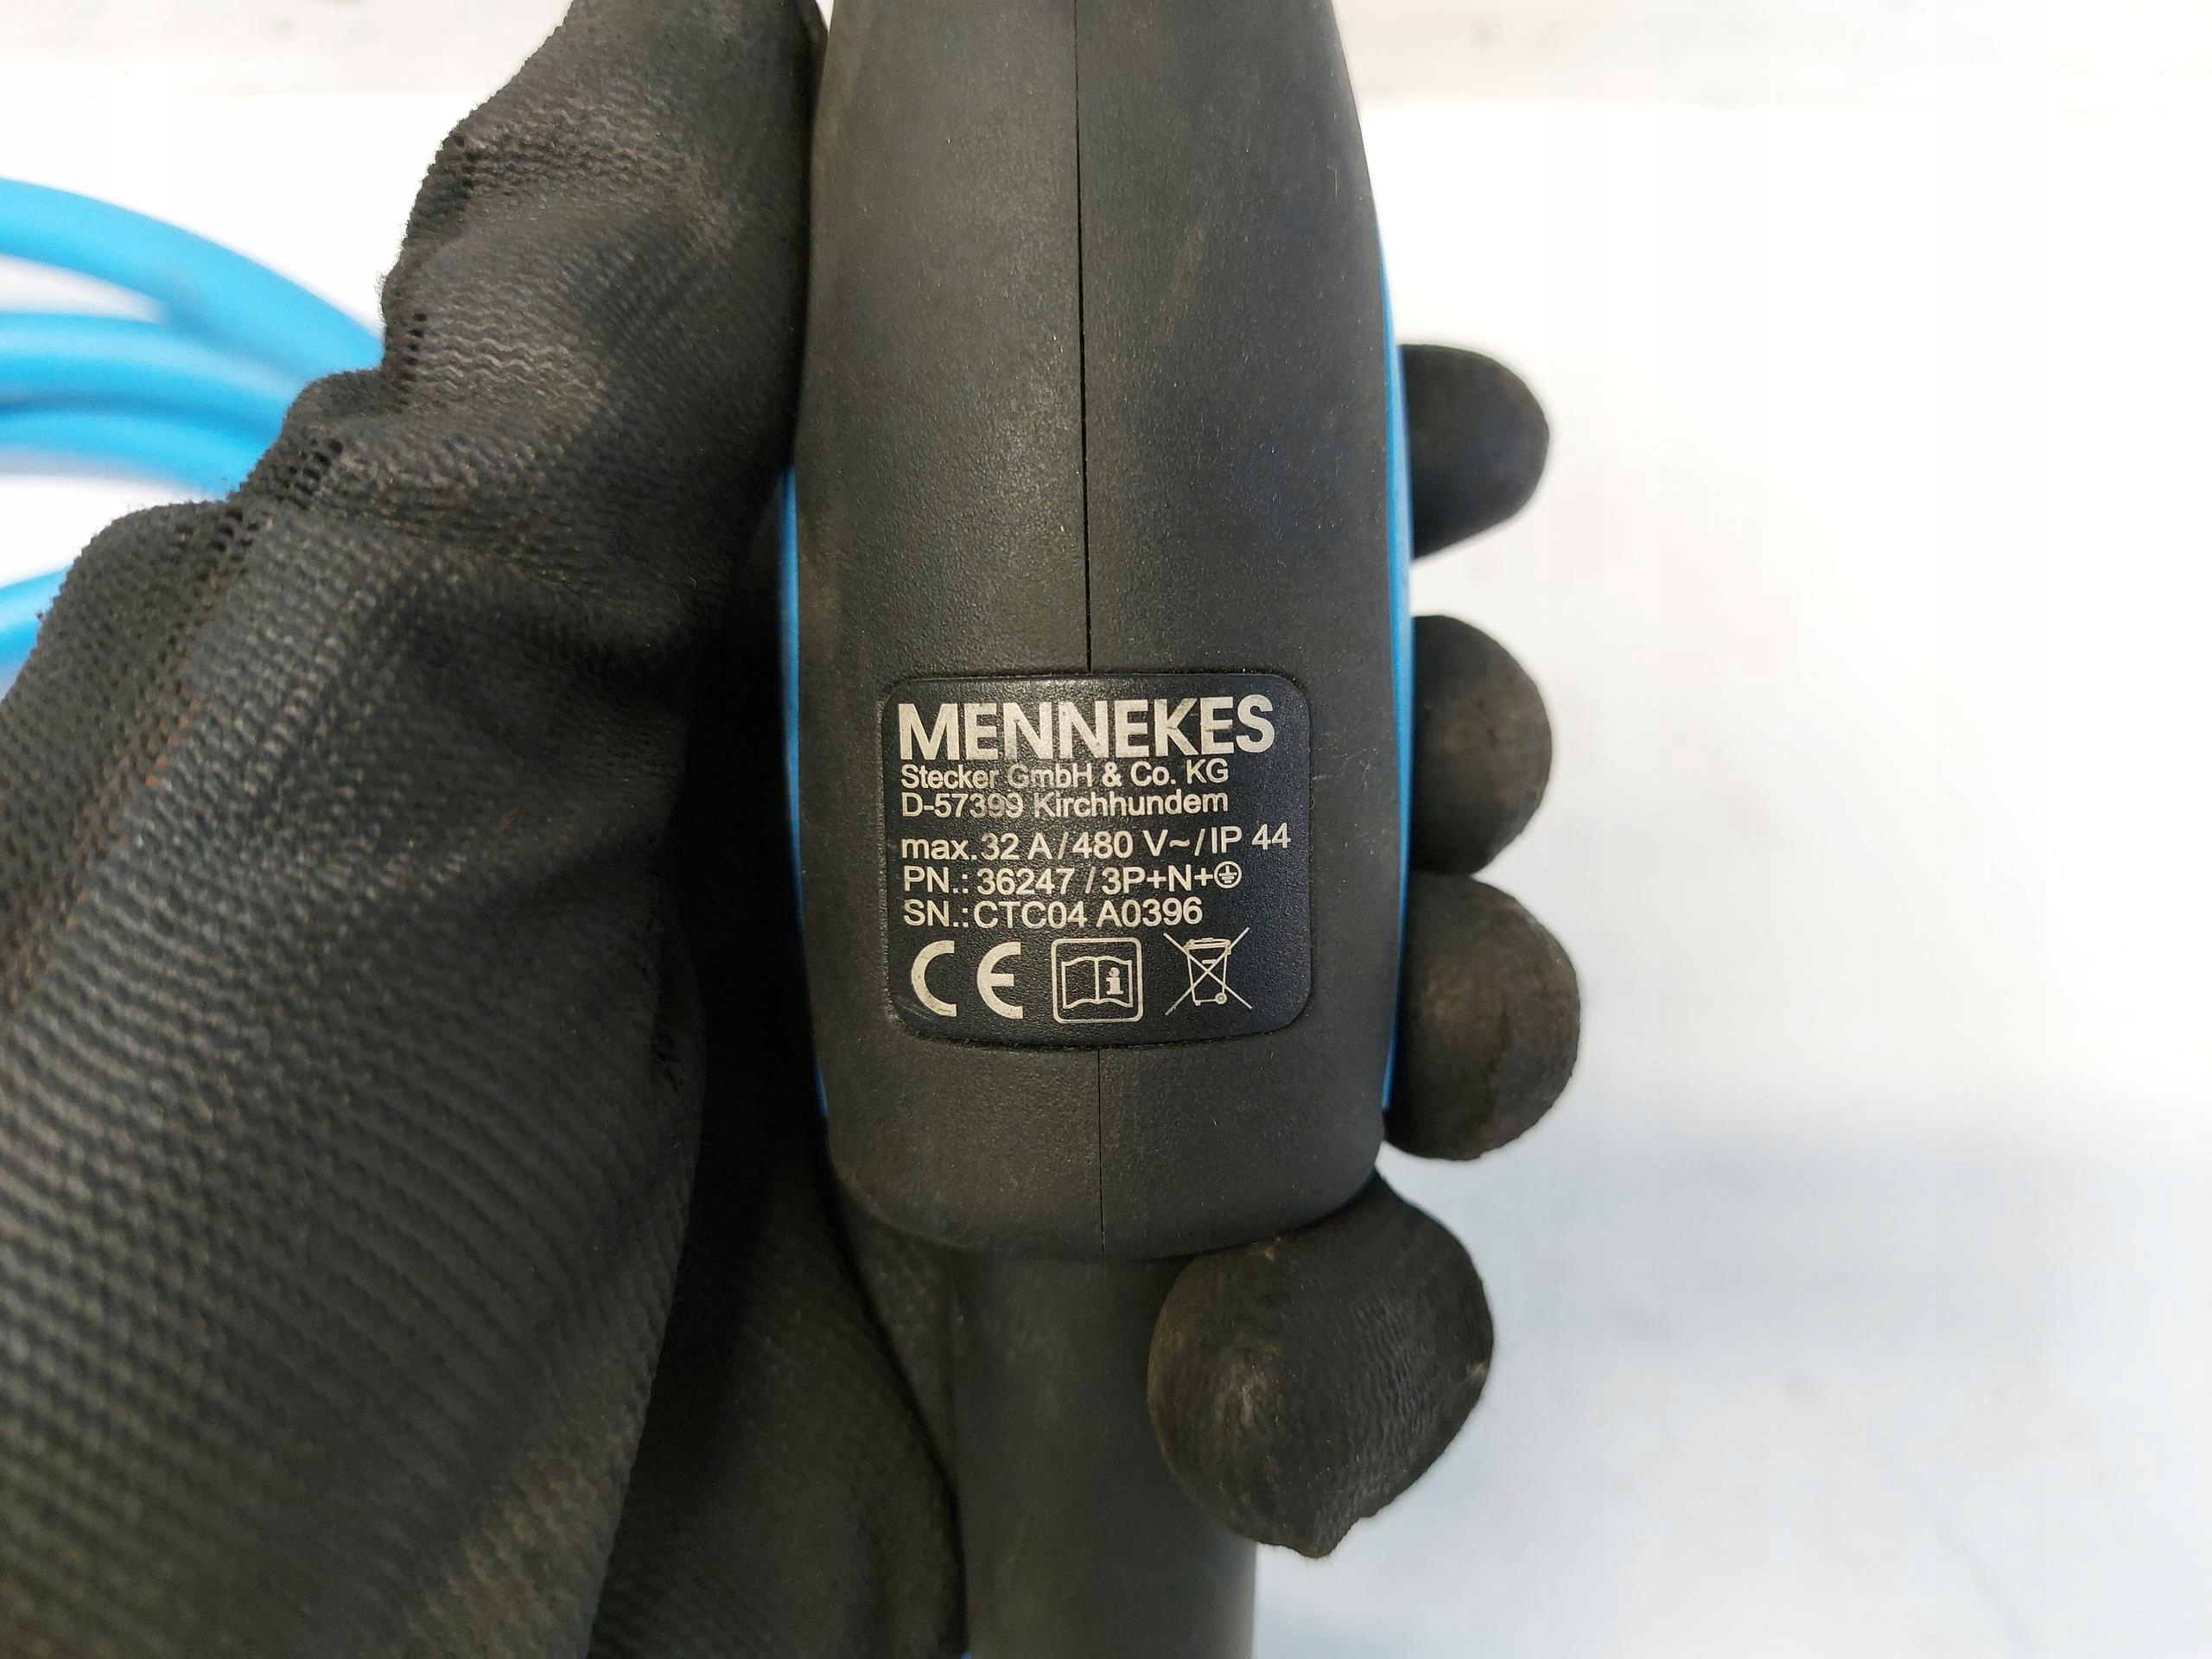 MENNEKES
Stecker GmbH & Co. KG
D-57399 Kirchhundem
max. 32 A / 480 V~ / IP 44
PN.: 36247 / 3P+N+⏚
SN.: CTC04 A0396
CE i